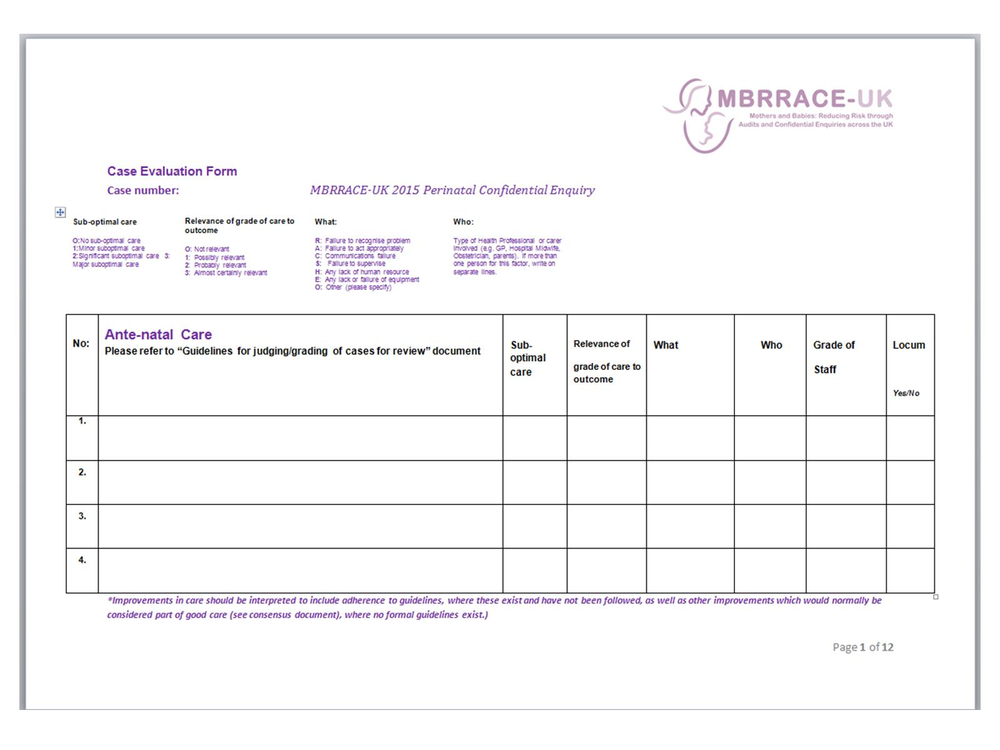 MBRRACE-UK
Mothers and Babies: Reducing Risk through
Audits and Confidential Enquiries across the UK
Case Evaluation Form
Case number:
MBRRACE-UK 2015 Perinatal Confidential Enquiry
Sub-optimal care
O:No sub-optimal care
1:Minor suboptimal care
2:Significant suboptimal care 3:
Major suboptimal care
Relevance of grade of care to
outcome
O: Not relevant
1: Possibly relevant
2: Probably relevant
3: Almost certainly relevant
What:
R: Failure to recognise problem
A: Failure to act appropriately
C: Communications failure
S: Failure to supervise
H: Any lack of human resource
E: Any lack or failure of equipment
O: Other (please specify)
Who:
Type of Health Professional or carer
involved (e.g. GP, Hospital Midwife,
Obstetrician, parents). If more than
one person for this factor, write on
separate lines.
No:
Ante-natal Care
Please refer to “Guidelines for judging/grading of cases for review” document
Sub-
optimal
care
Relevance of
grade of care to
outcome
What
Who
Grade of
Staff
Locum
Yes/No
1.
2.
3.
4.
*Improvements in care should be interpreted to include adherence to guidelines, where these exist and have not been followed, as well as other improvements which would normally be
considered part of good care (see consensus document), where no formal guidelines exist.)
Page 1 of 12